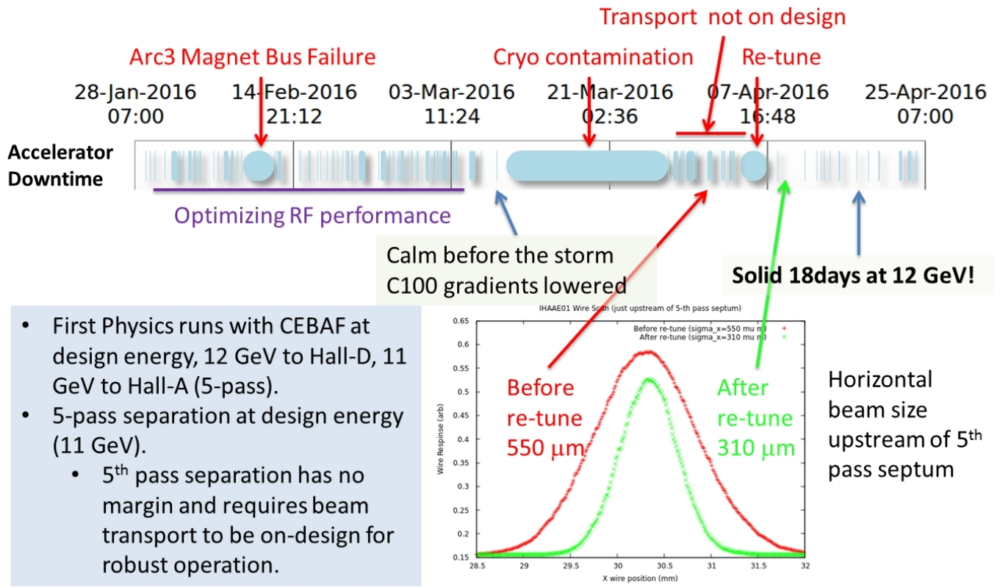 Transport not on design
Arc3 Magnet Bus Failure
Cryo contamination
Re-tune
28-Jan-2016
07:00
14-Feb-2016
21:12
03-Mar-2016
11:24
21-Mar-2016
02:36
07-Apr-2016
16:48
25-Apr-2016
07:00
Accelerator
Downtime
Optimizing RF performance
Calm before the storm
C100 gradients lowered
Solid 18days at 12 GeV!
• First Physics runs with CEBAF at
design energy, 12 GeV to Hall-D, 11
GeV to Hall-A (5-pass).
• 5-pass separation at design energy
(11 GeV).
• 5th pass separation has no
margin and requires beam
transport to be on-design for
robust operation.
IHAAE01 Wire Scan (just upstream of 5-th pass septum)
Before re-tune (sigma_x=550 mu m)
After re-tune (sigma_x=310 mu m)
Wire Respinse (arb)
0.65
0.6
0.55
0.5
0.45
0.4
0.35
0.3
0.25
0.2
0.15
28.5
29
29.5
30
30.5
31
31.5
32
X wire position (mm)
Before
re-tune
550 μm
After
re-tune
310 μm
Horizontal
beam size
upstream of 5th
pass septum